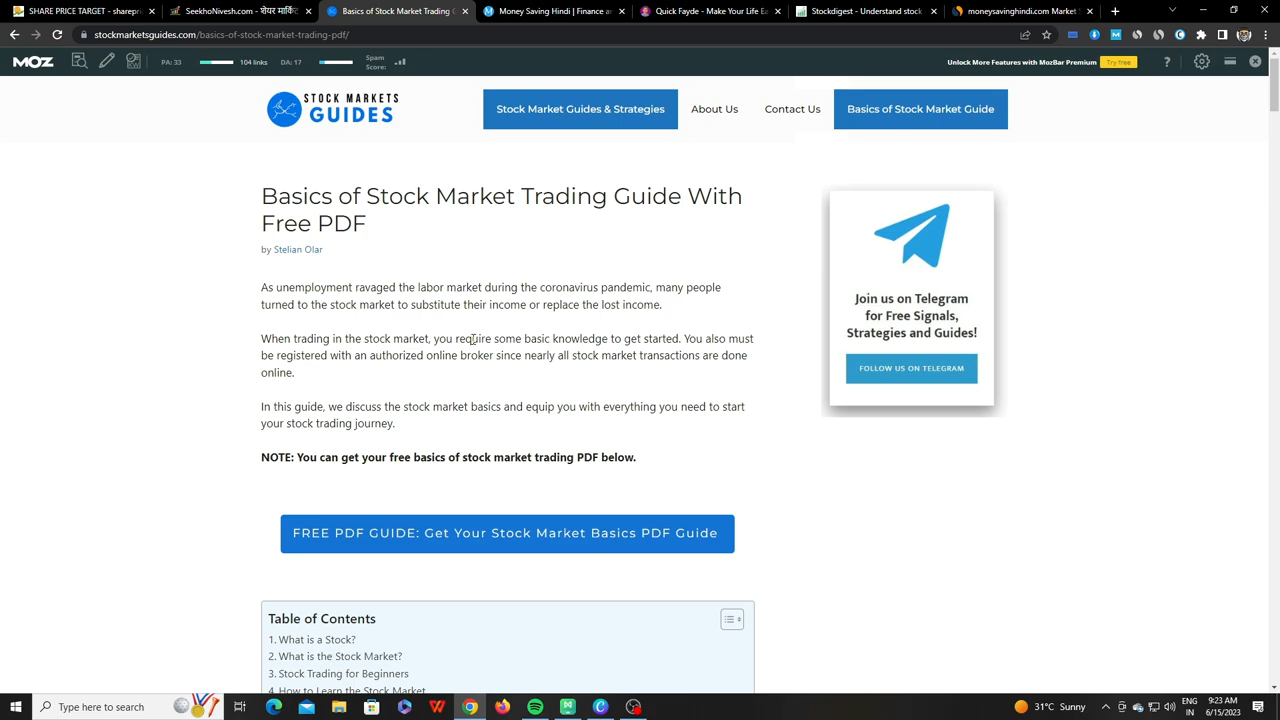 SHARE PRICE TARGET - sharepri
SeekhoNivesh.com - शेयर मार्कि
Basics of Stock Market Trading G
Money Saving Hindi | Finance an
Quick Fayde - Make Your Life Ea
Stockdigest - Understand stock
moneysavinghindi.com Market S
stockmarketsguides.com/basics-of-stock-market-trading-pdf/
MOZ
PA: 33
104 links
DA: 17
Spam Score:
Unlock More Features with MozBar Premium
Try free
STOCK MARKETS
GUIDES
Stock Market Guides & Strategies
About Us
Contact Us
Basics of Stock Market Guide
Basics of Stock Market Trading Guide With
Free PDF
by Stelian Olar
As unemployment ravaged the labor market during the coronavirus pandemic, many people
turned to the stock market to substitute their income or replace the lost income.
When trading in the stock market, you require some basic knowledge to get started. You also must
be registered with an authorized online broker since nearly all stock market transactions are done
online.
In this guide, we discuss the stock market basics and equip you with everything you need to start
your stock trading journey.
NOTE: You can get your free basics of stock market trading PDF below.
FREE PDF GUIDE: Get Your Stock Market Basics PDF Guide
Join us on Telegram
for Free Signals,
Strategies and Guides!
FOLLOW US ON TELEGRAM
Table of Contents
1. What is a Stock?
2. What is the Stock Market?
3. Stock Trading for Beginners
4. How to Learn the Stock Market
Type here to search
31°C Sunny
ENG
IN
9:23 AM
6/15/2023